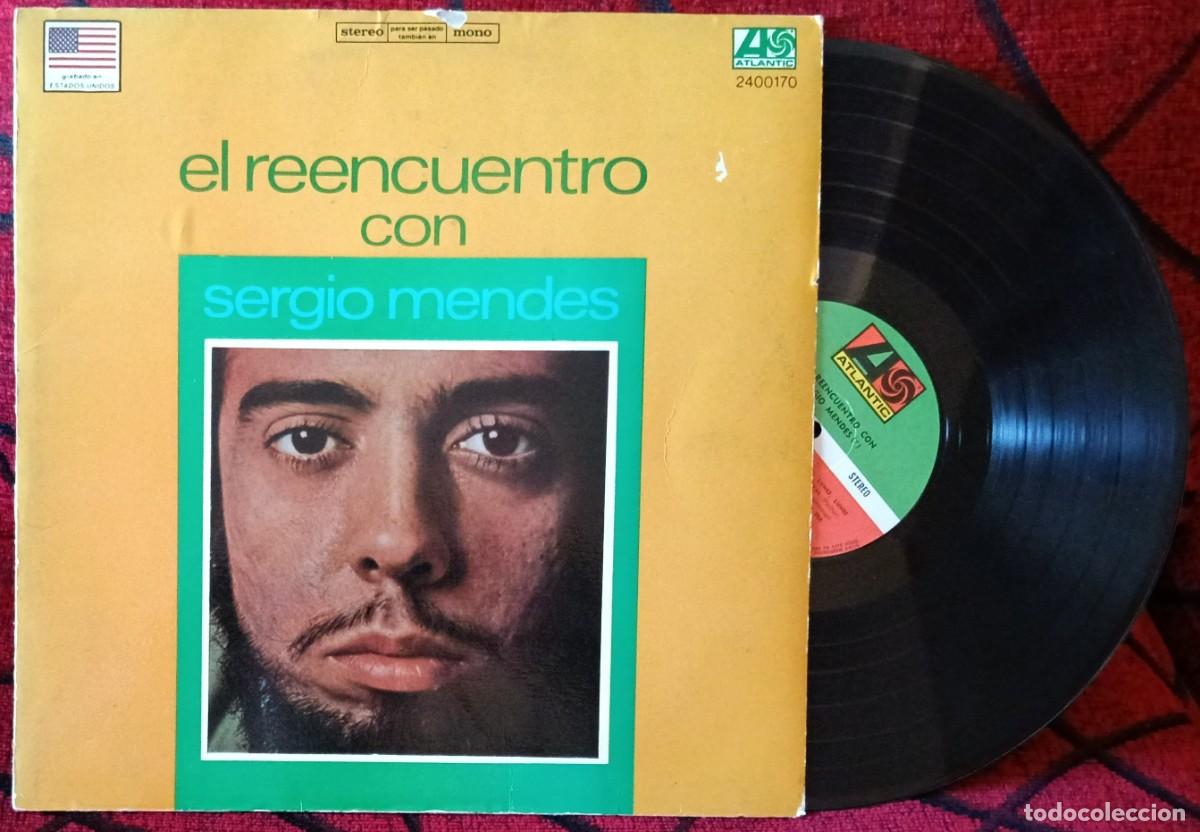 grabado en
ESTADOS UNIDOS
stereo
para ser pasado
también en
mono
ATLANTIC
2400170
el reencuentro
con
sergio mendes
ATLANTIC
REENCUENTRO CON
MENDES
STEREO
todocoleccion